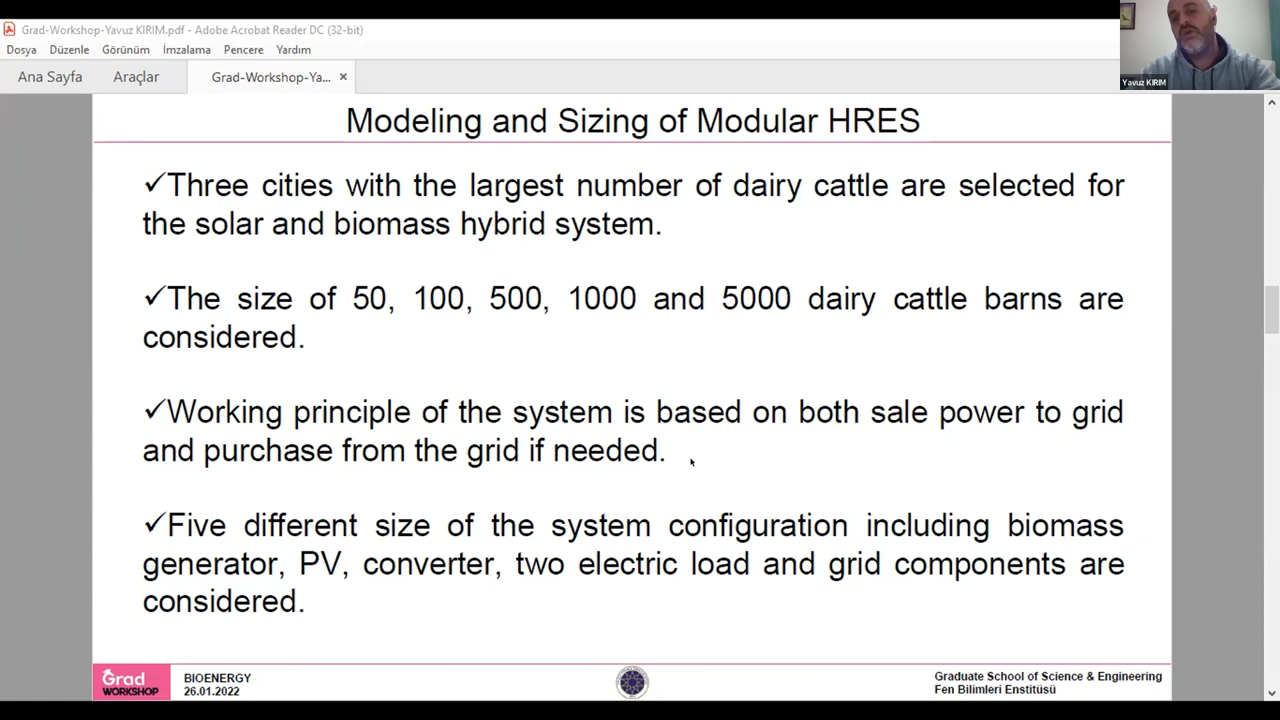 Grad-Workshop-Yavuz KIRIM.pdf - Adobe Acrobat Reader DC (32-bit)
Dosya Düzenle Görünüm İmzalama Pencere Yardım
Ana Sayfa Araçlar Grad-Workshop-Ya... ×
Yavuz KIRIM
Modeling and Sizing of Modular HRES
✓Three cities with the largest number of dairy cattle are selected for
the solar and biomass hybrid system.
✓The size of 50, 100, 500, 1000 and 5000 dairy cattle barns are
considered.
✓Working principle of the system is based on both sale power to grid
and purchase from the grid if needed.
✓Five different size of the system configuration including biomass
generator, PV, converter, two electric load and grid components are
considered.
Grad
WORKSHOP
BIOENERGY
26.01.2022
Graduate School of Science & Engineering
Fen Bilimleri Enstitüsü